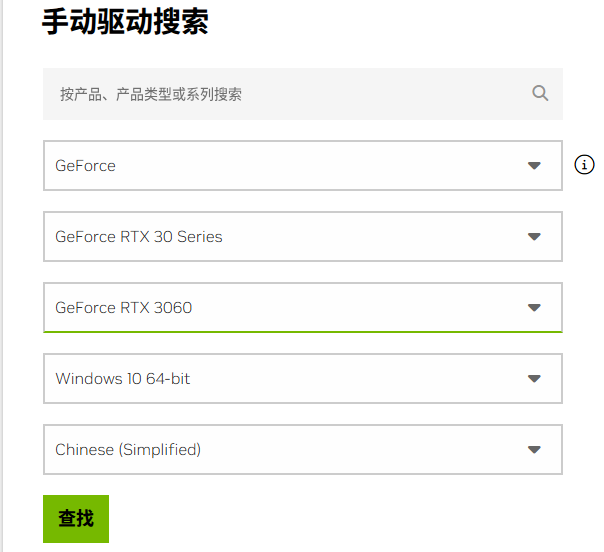 手动驱动搜索
按产品、产品类型或系列搜索
GeForce
GeForce RTX 30 Series
GeForce RTX 3060
Windows 10 64-bit
Chinese (Simplified)
查找